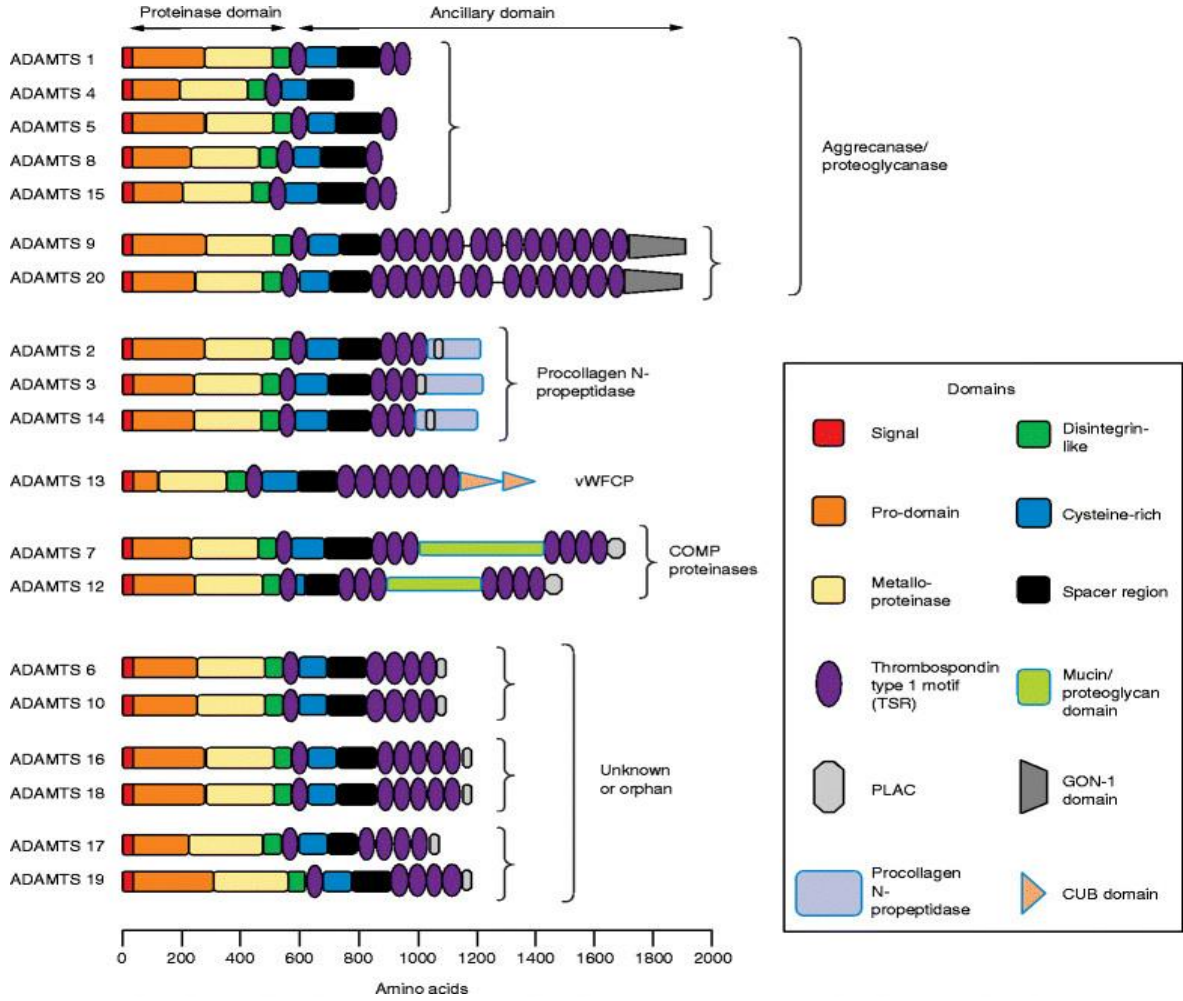 Proteinase domain
Ancillary domain
ADAMTS 1
ADAMTS 4
ADAMTS 5
ADAMTS 8
ADAMTS 15
Aggrecanase/
proteoglycanase
ADAMTS 9
ADAMTS 20
ADAMTS 2
ADAMTS 3
ADAMTS 14
Procollagen N-
propeptidase
ADAMTS 13
vWFCP
ADAMTS 7
ADAMTS 12
COMP
proteinases
ADAMTS 6
ADAMTS 10
ADAMTS 16
ADAMTS 18
ADAMTS 17
ADAMTS 19
Unknown
or orphan
0 200 400 600 800 1000 1200 1400 1600 1800 2000
Amino acids
Domains
Signal
Disintegrin-
like
Pro-domain
Cysteine-rich
Metallo-
proteinase
Spacer region
Thrombospondin
type 1 motif
(TSR)
Mucin/
proteoglycan
domain
PLAC
GON-1
domain
Procollagen
N-
propeptidase
CUB domain